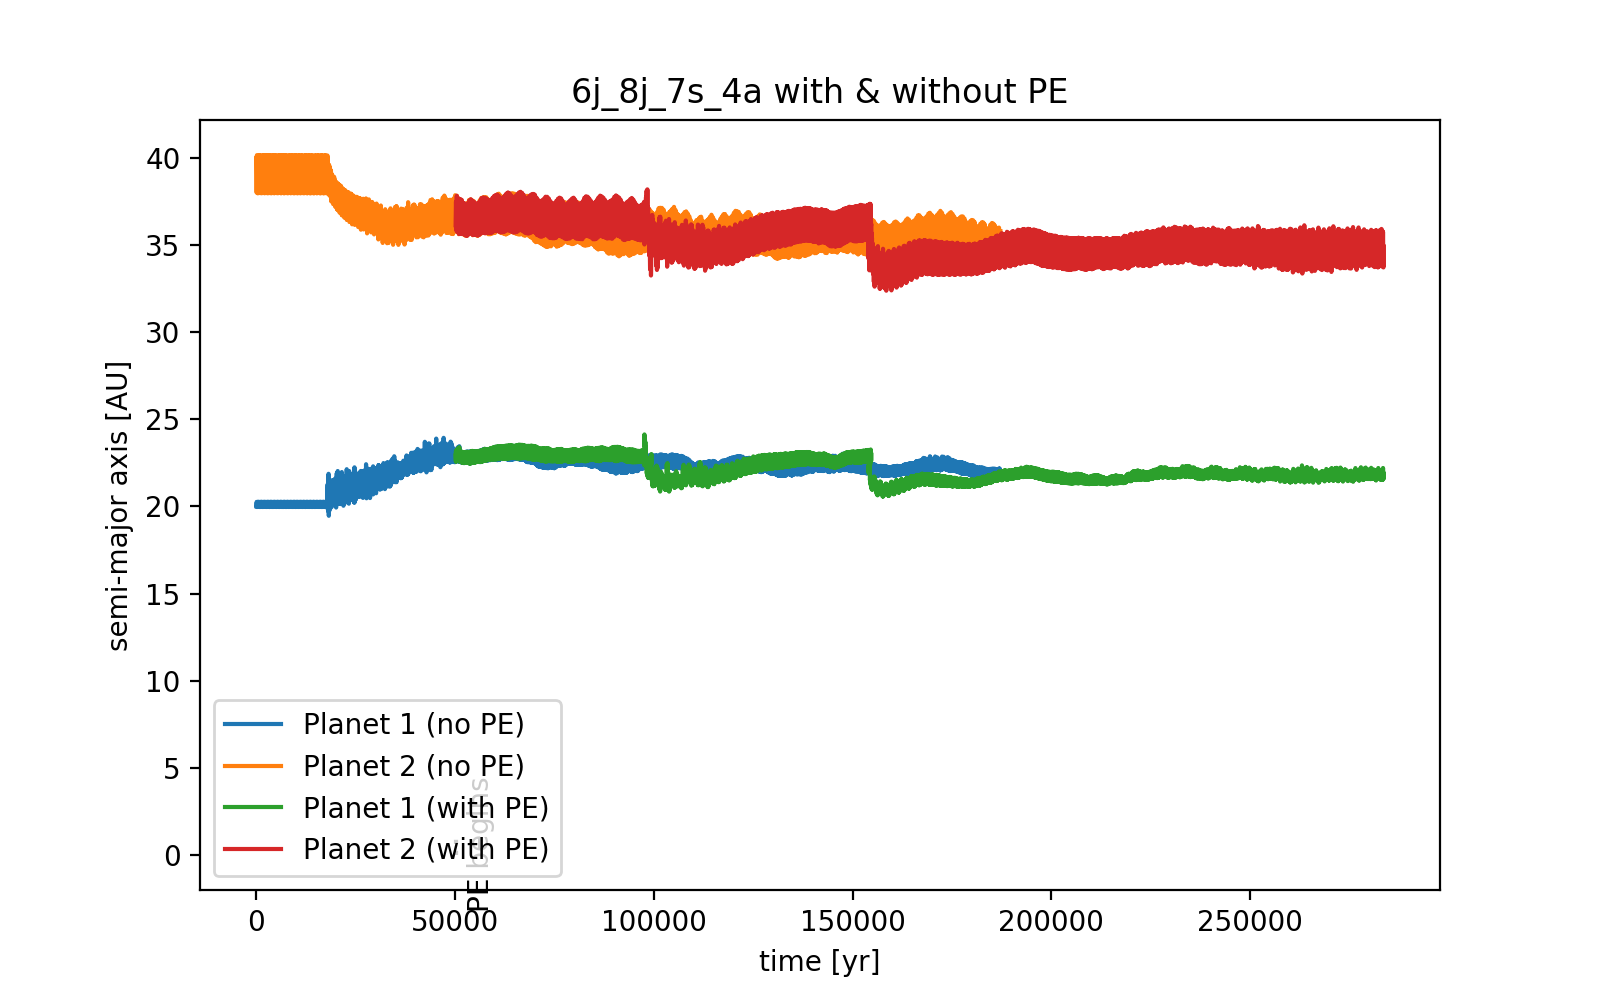 6j_8j_7s_4a with & without PE
semi-major axis [AU]
40
35
30
25
20
15
10
5
0
Planet 1 (no PE)
Planet 2 (no PE)
Planet 1 (with PE)
Planet 2 (with PE)
PE begins
0
50000
100000
150000
200000
250000
time [yr]